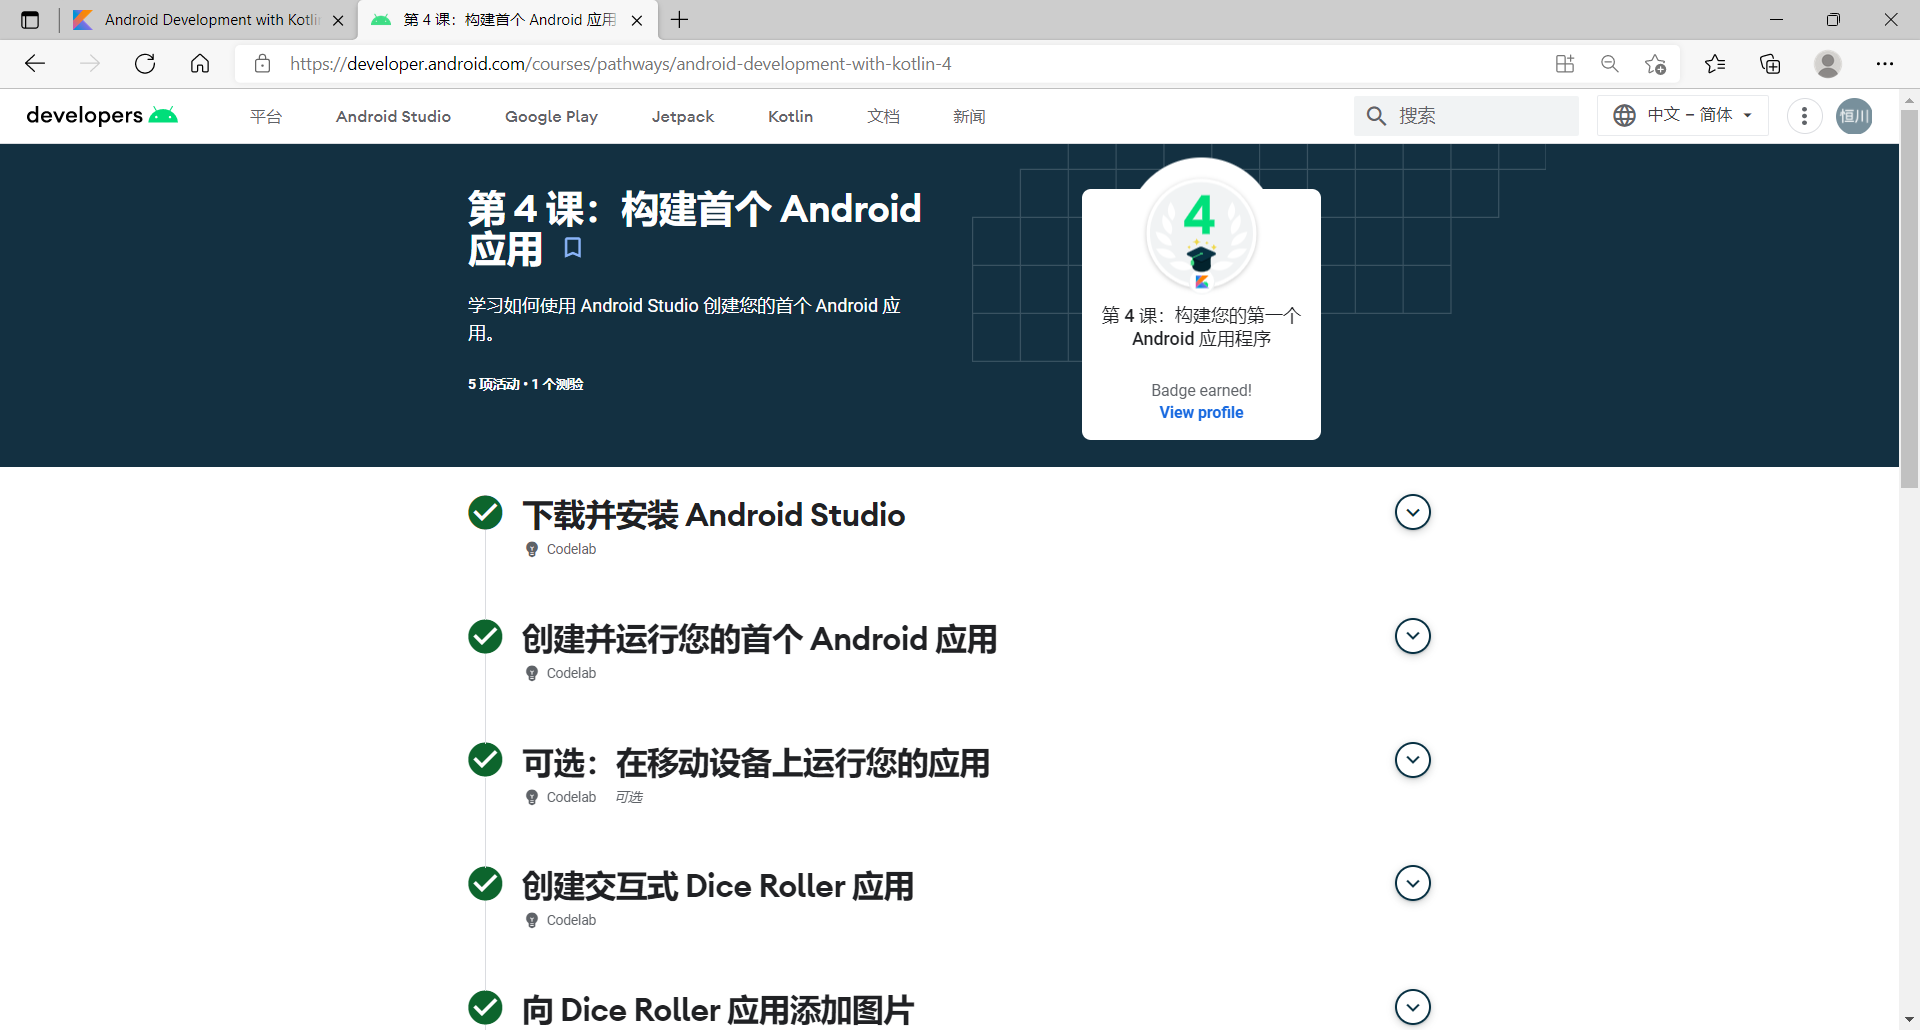 Android Development with Kotli
第 4 课：构建首个 Android 应用
https://developer.android.com/courses/pathways/android-development-with-kotlin-4
developers
平台
Android Studio
Google Play
Jetpack
Kotlin
文档
新闻
搜索
中文 – 简体
恒川
第 4 课：构建首个 Android
应用
学习如何使用 Android Studio 创建您的首个 Android 应
用。
5 项活动 • 1 个测验
4
第 4 课：构建您的第一个
Android 应用程序
Badge earned!
View profile
下载并安装 Android Studio
Codelab
创建并运行您的首个 Android 应用
Codelab
可选：在移动设备上运行您的应用
Codelab 可选
创建交互式 Dice Roller 应用
Codelab
向 Dice Roller 应用添加图片